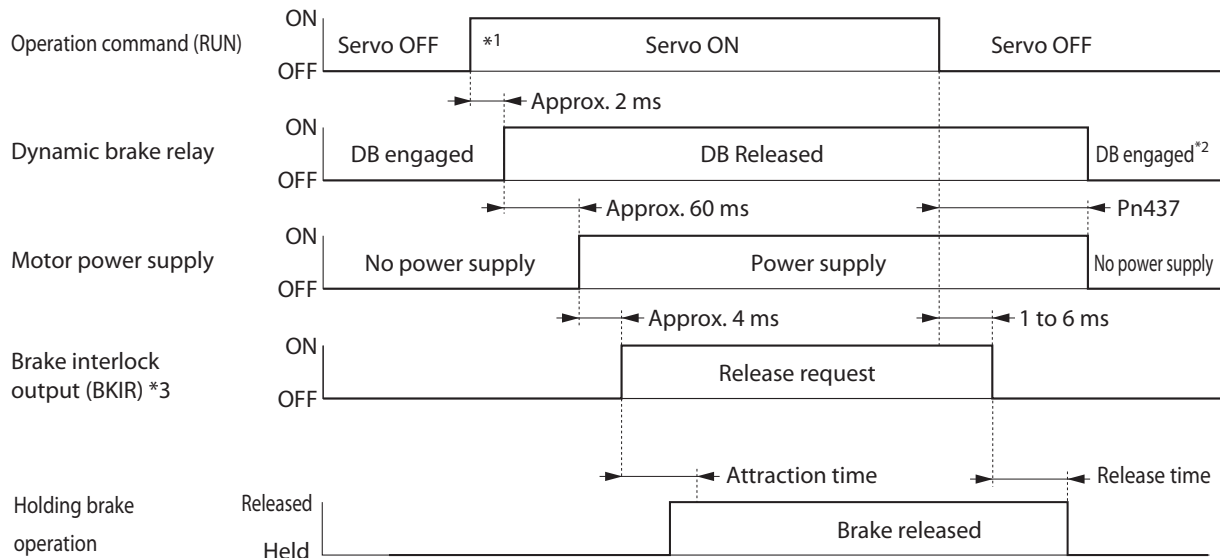 ON
Operation command (RUN)
Servo OFF
*1
Servo ON
Servo OFF
OFF
Approx. 2 ms
ON
Dynamic brake relay
DB engaged
DB Released
DB engaged*2
OFF
Approx. 60 ms
Pn437
ON
Motor power supply
No power supply
Power supply
No power supply
OFF
Approx. 4 ms
1 to 6 ms
ON
Brake interlock
output (BKIR) *3
Release request
OFF
Attraction time
Release time
Holding brake
operation
Released
Brake released
Held